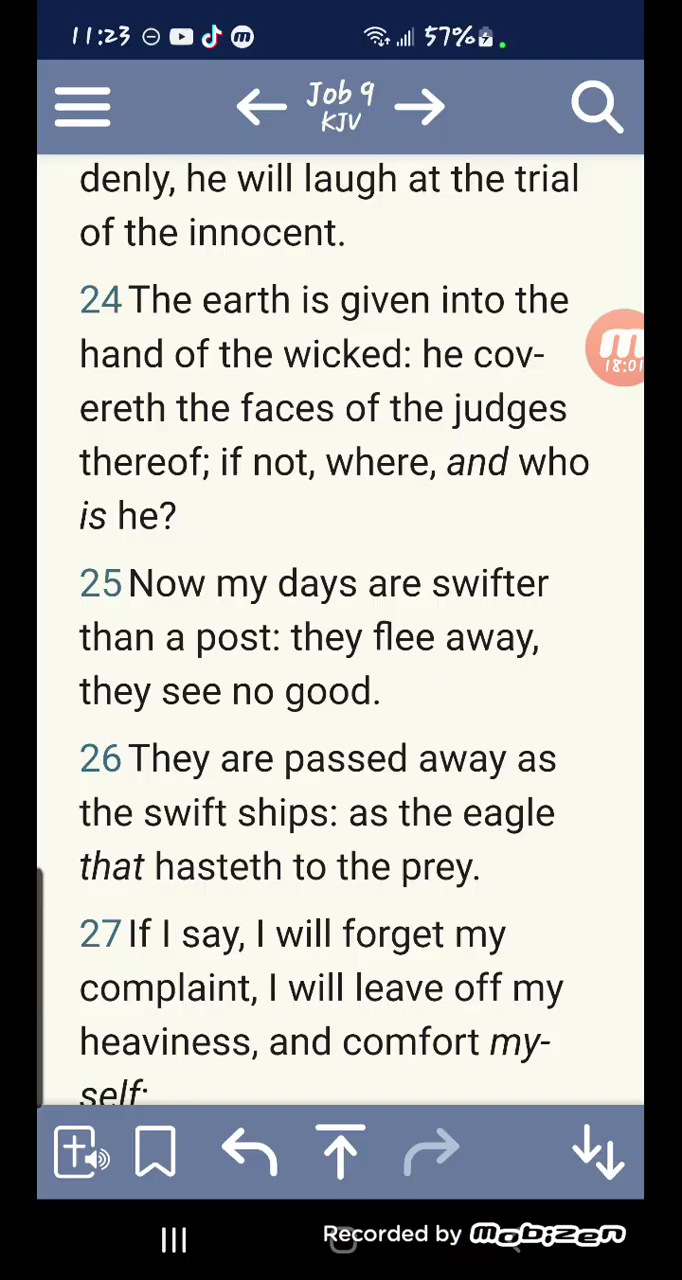 11:23
57%
Job 9
KJV
denly, he will laugh at the trial
of the innocent.
24 The earth is given into the
hand of the wicked: he cov-
ereth the faces of the judges
thereof; if not, where, and who
is he?
25 Now my days are swifter
than a post: they flee away,
they see no good.
26 They are passed away as
the swift ships: as the eagle
that hasteth to the prey.
27 If I say, I will forget my
complaint, I will leave off my
heaviness, and comfort my-
self:
18:01
Recorded by Mobizen